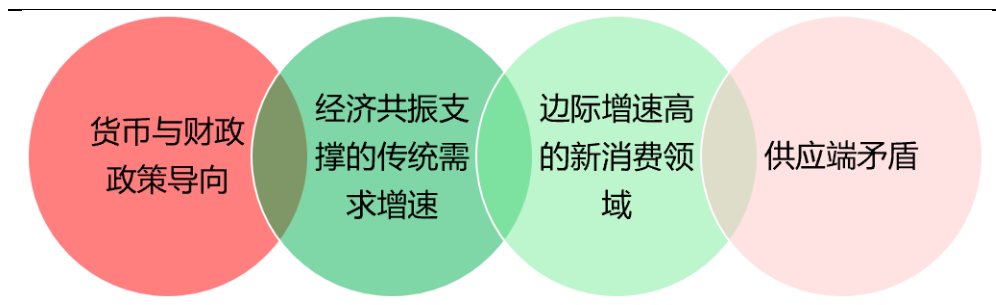 货币与财政
政策导向
经济共振支
撑的传统需
求增速
边际增速高
的新消费领
域
供应端矛盾